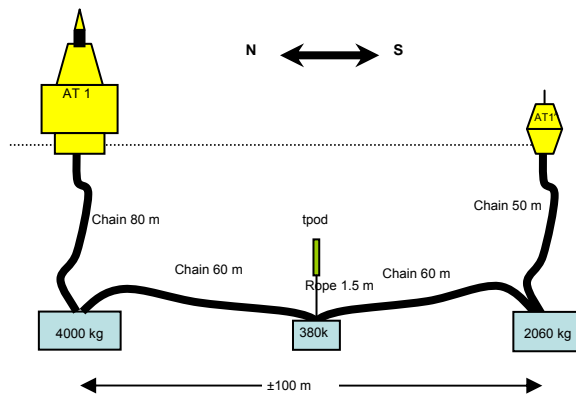 N S
AT 1
AT1"
Chain 80 m
Chain 50 m
tpod
Chain 60 m
Rope 1.5 m
Chain 60 m
4000 kg
380k
2060 kg
±100 m